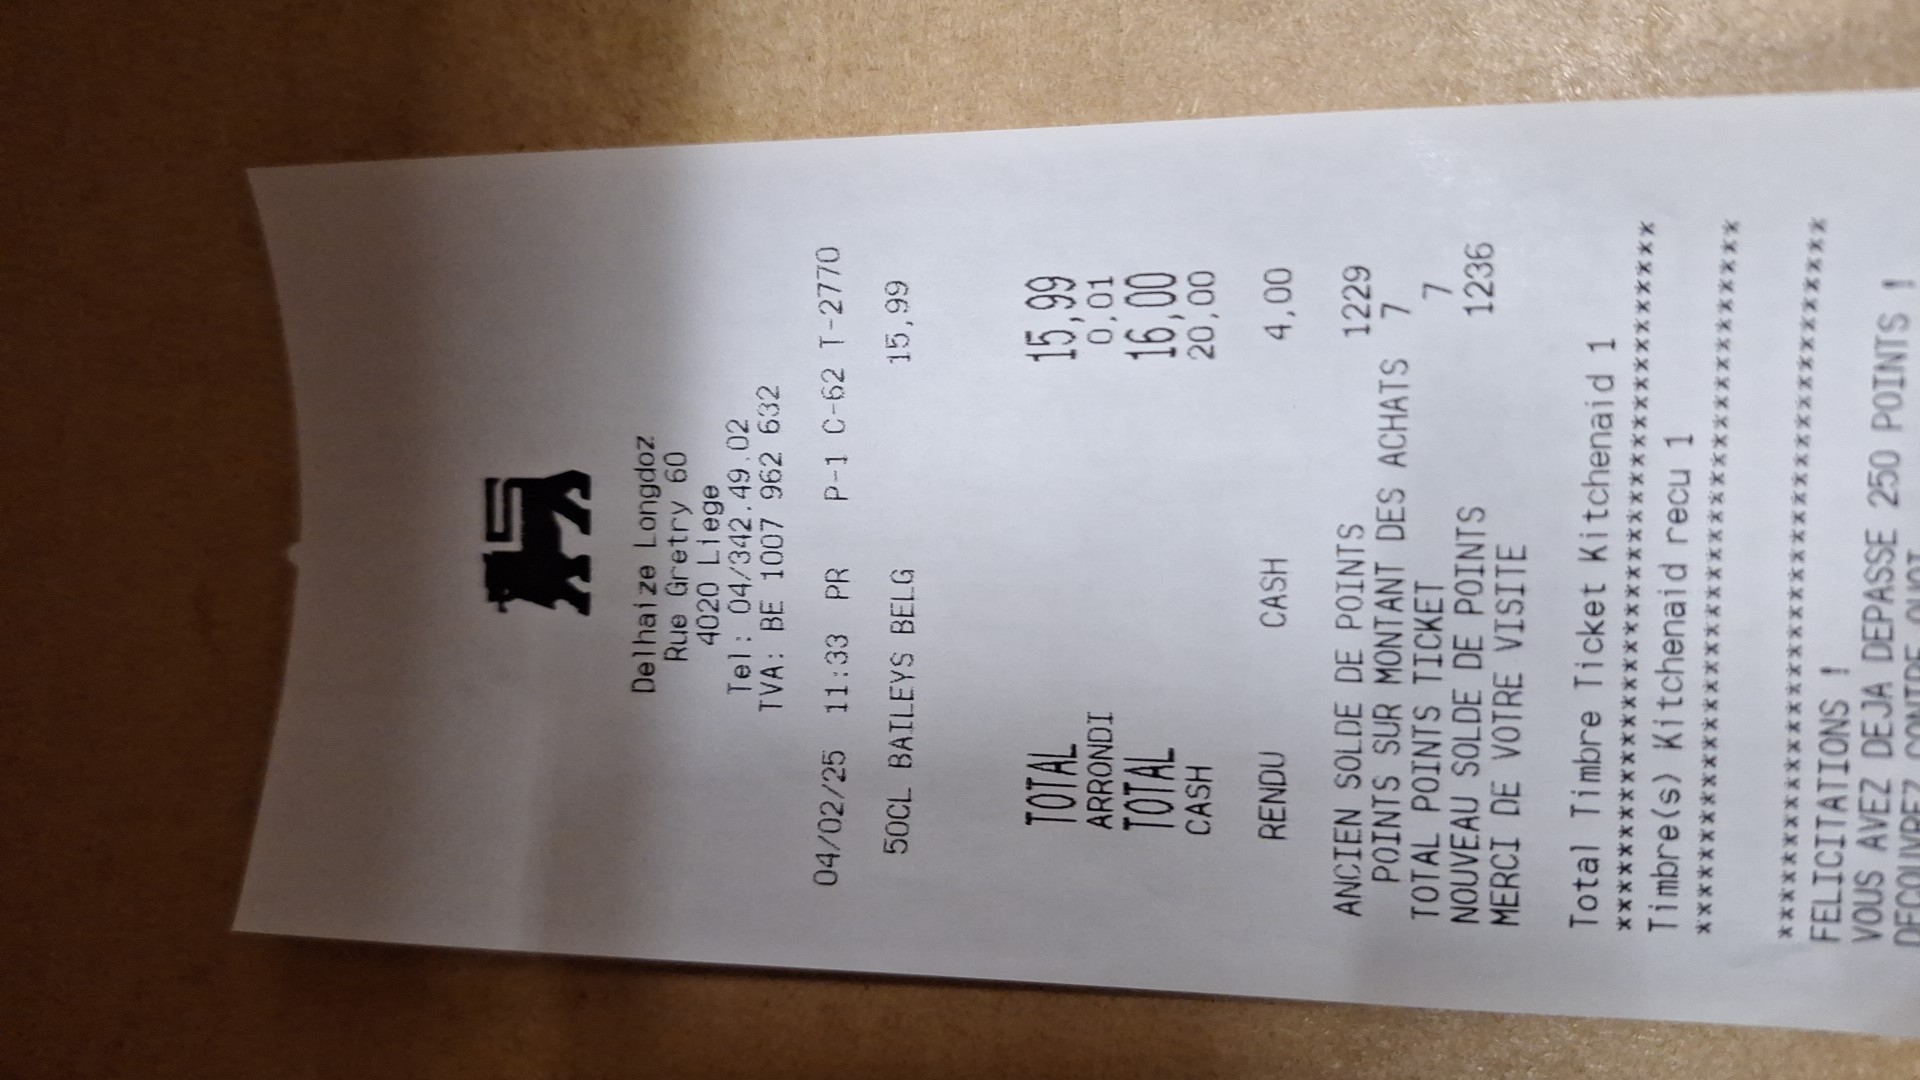 Delhaize Longdoz
Rue Gretry 60
4020 Liege
Tel: 04/342.49.02
TVA: BE 1007 962 632
04/02/25 11:33 PR P-1 C-62 T-2770
50CL BAILEYS BELG 15,99
TOTAL 15,99
ARRONDI 0,01
TOTAL 16,00
CASH 20,00
RENDU CASH 4,00
ANCIEN SOLDE DE POINTS 1229
POINTS SUR MONTANT DES ACHATS 7
TOTAL POINTS TICKET 7
NOUVEAU SOLDE DE POINTS 1236
MERCI DE VOTRE VISITE
Total Timbre Ticket Kitchenaid 1
****************************************
Timbre(s) Kitchenaid recu 1
****************************************
****************************************
FELICITATIONS !
VOUS AVEZ DEJA DEPASSE 250 POINTS !
DECOUVREZ CONTRE QUOI